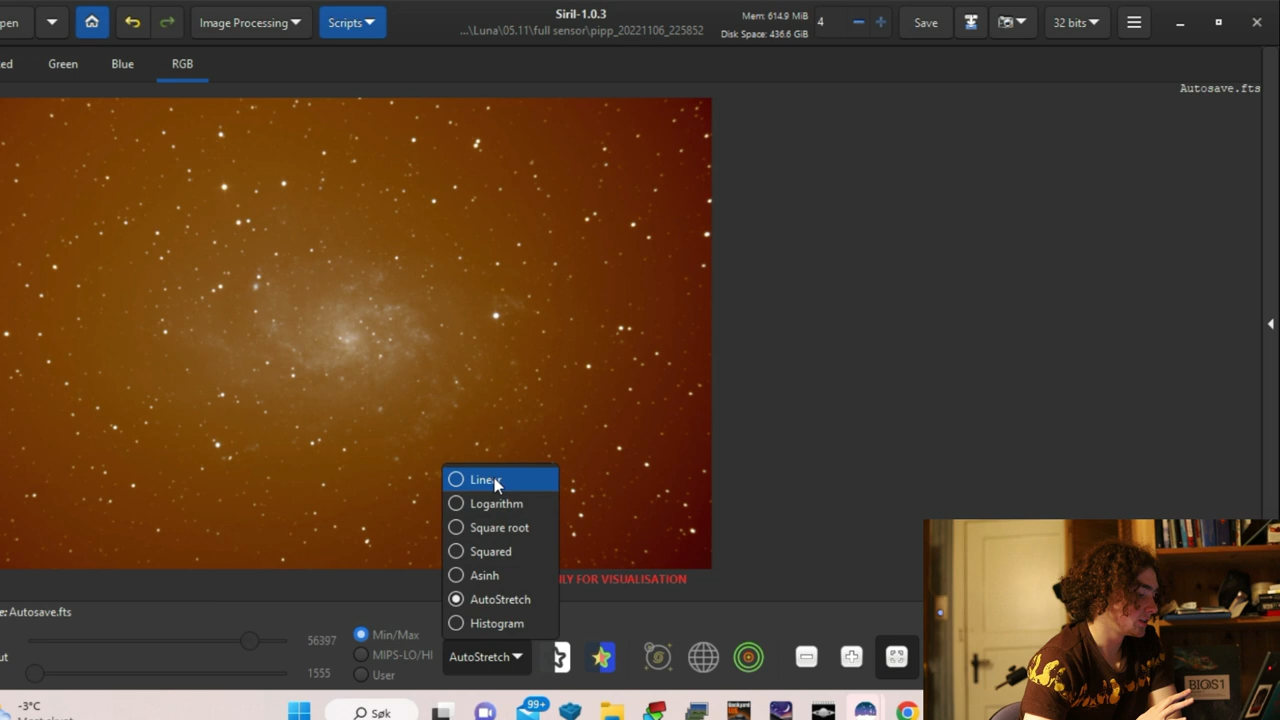 pen
Image Processing
Scripts
Siril-1.0.3
...\Luna\05.11\full sensor\pipp_20221106_225852
Mem: 614.9 MiB
Disk Space: 436.6 GiB
4
Save
32 bits
ed
Green
Blue
RGB
Autosave.fts
Linear
Logarithm
Square root
Squared
Asinh
AutoStretch
Histogram
LY FOR VISUALISATION
e: Autosave.fts
56397
Min/Max
ut
MIPS-LO/HI
1555
User
AutoStretch
BIOS1
-3°C
Søk
99+